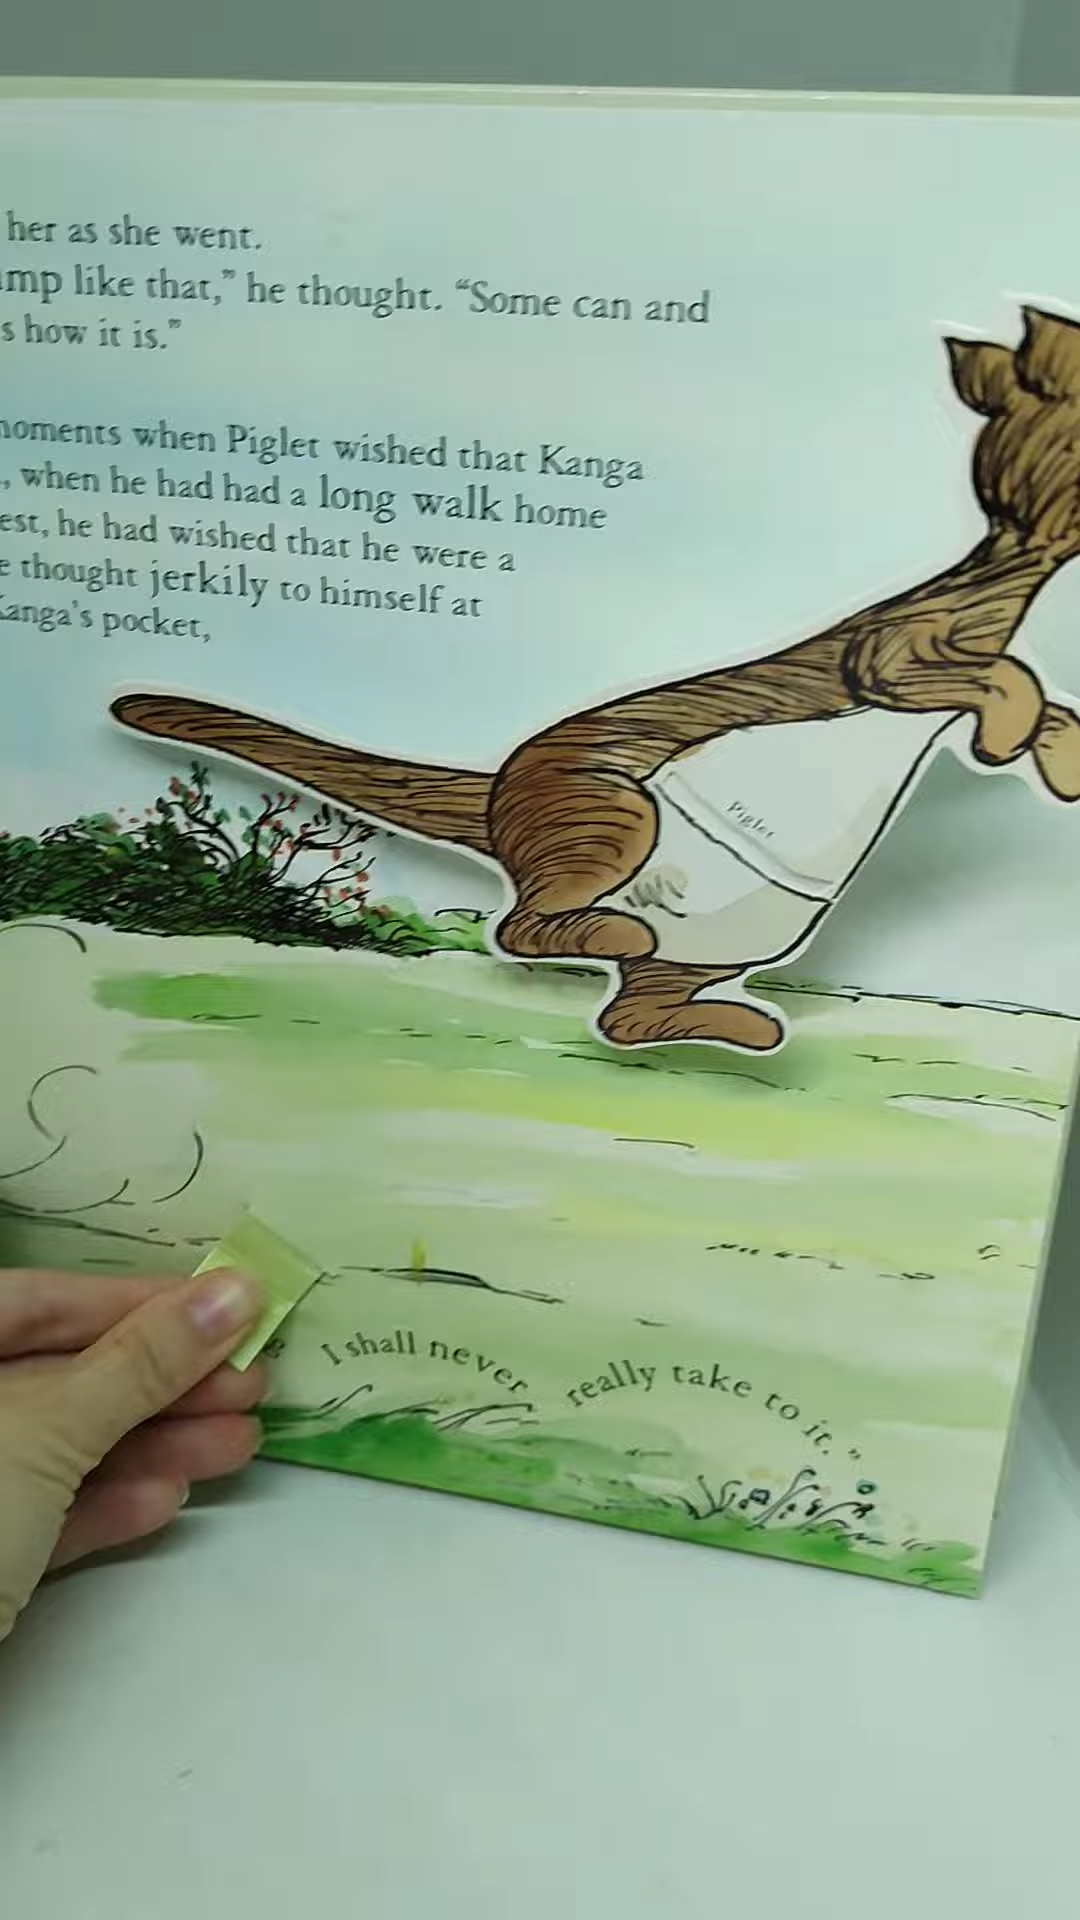 her as she went.
mp like that,” he thought. “Some can and
s how it is.”
moments when Piglet wished that Kanga
, when he had had a long walk home
est, he had wished that he were a
e thought jerkily to himself at
Kanga's pocket,
Piglet
I shall never really take to it.”